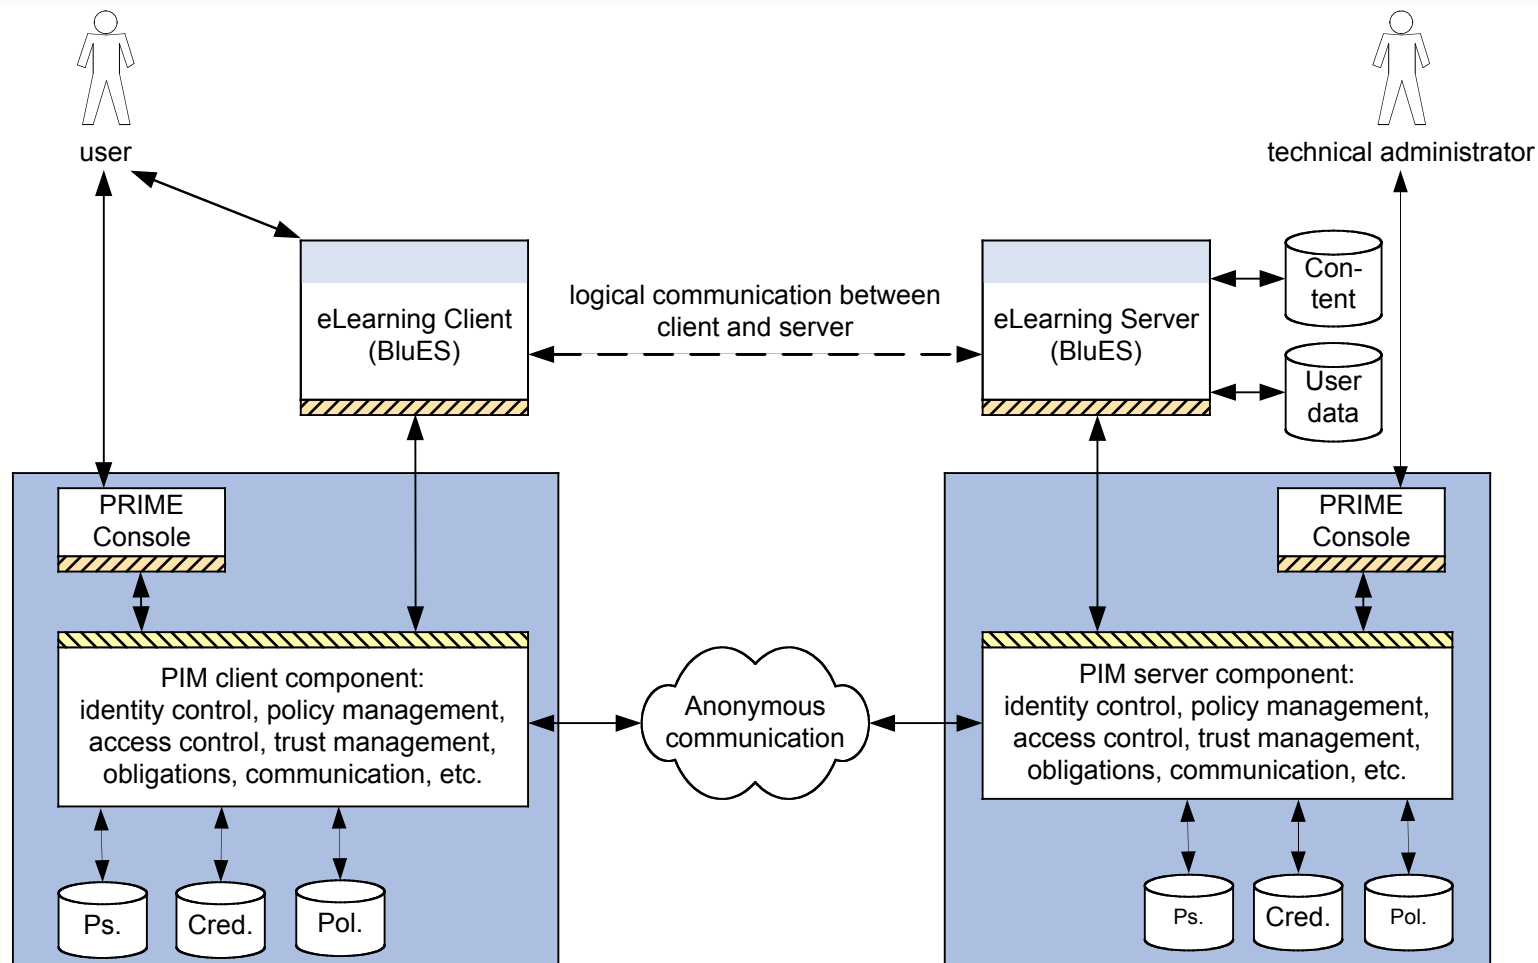 user
technical administrator
eLearning Client
(BluES)
logical communication between
client and server
eLearning Server
(BluES)
Con-
tent
User
data
PRIME
Console
PRIME
Console
PIM client component:
identity control, policy management,
access control, trust management,
obligations, communication, etc.
Anonymous
communication
PIM server component:
identity control, policy management,
access control, trust management,
obligations, communication, etc.
Ps.
Cred.
Pol.
Ps.
Cred.
Pol.